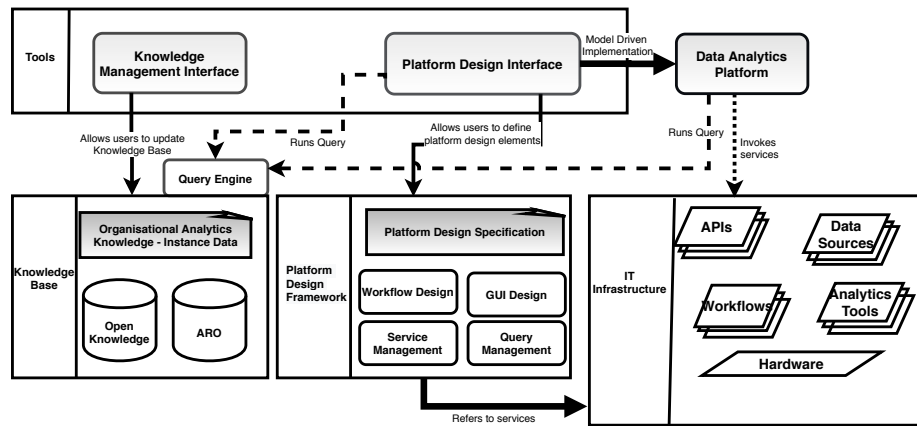 Tools
Knowledge
Management Interface
Platform Design Interface
Model Driven
Implementation
Data Analytics
Platform
Allows users to update
Knowledge Base
Runs Query
Allows users to define
platform design elements
Runs Query
Invokes
services
Query Engine
Knowledge
Base
Organisational Analytics
Knowledge - Instance Data
Open
Knowledge
ARO
Platform
Design
Framework
Platform Design Specification
Workflow Design
GUI Design
Service
Management
Query
Management
IT
Infrastructure
APIs
Data
Sources
Workflows
Analytics
Tools
Hardware
Refers to services